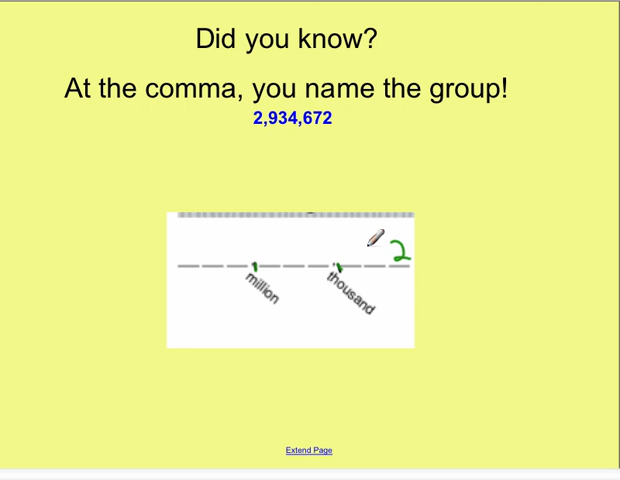 Did you know?
At the comma, you name the group!
2,934,672
2
, ,
million thousand
Extend Page